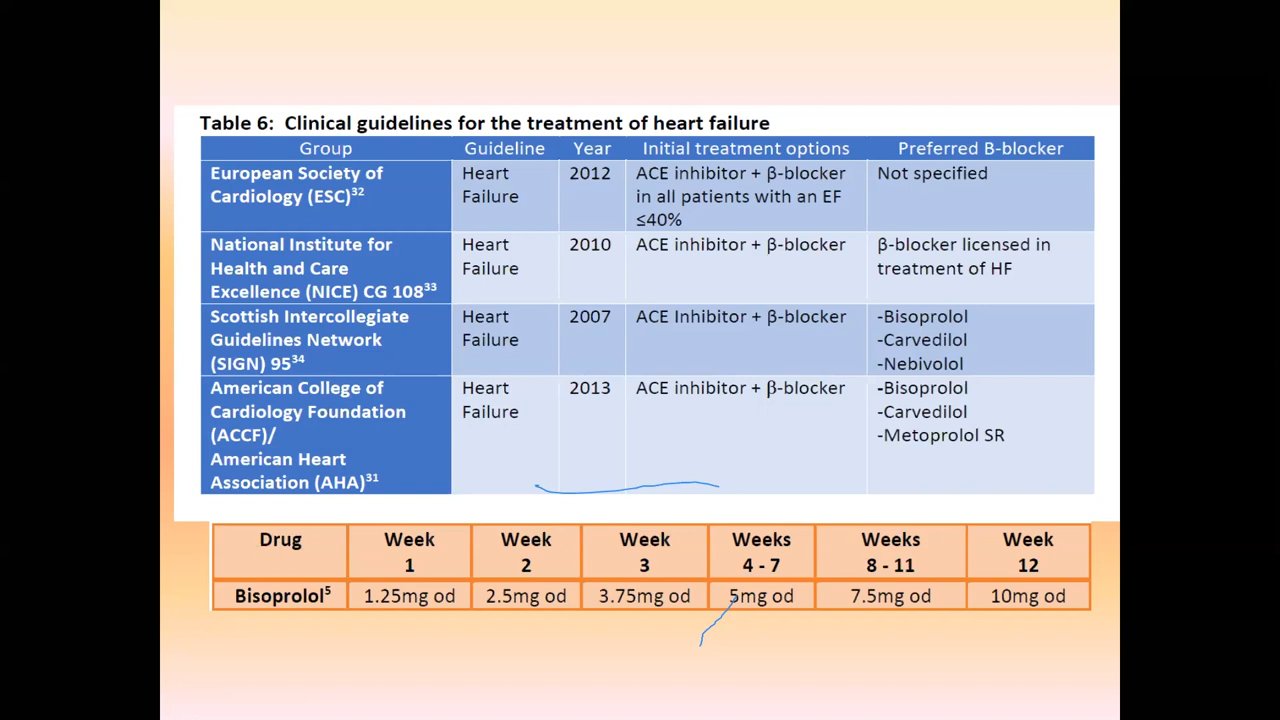 Table 6: Clinical guidelines for the treatment of heart failure
Group Guideline Year Initial treatment options Preferred B-blocker
European Society of Heart 2012 ACE inhibitor + β-blocker Not specified
Cardiology (ESC)32 Failure in all patients with an EF
≤40%
National Institute for Heart 2010 ACE inhibitor + β-blocker β-blocker licensed in
Health and Care Failure treatment of HF
Excellence (NICE) CG 10833
Scottish Intercollegiate Heart 2007 ACE Inhibitor + β-blocker -Bisoprolol
Guidelines Network Failure -Carvedilol
(SIGN) 9534 -Nebivolol
American College of Heart 2013 ACE inhibitor + β-blocker -Bisoprolol
Cardiology Foundation Failure -Carvedilol
(ACCF)/ -Metoprolol SR
American Heart
Association (AHA)31
Drug Week Week Week Weeks Weeks Week
1 2 3 4 - 7 8 - 11 12
Bisoprolol5 1.25mg od 2.5mg od 3.75mg od 5mg od 7.5mg od 10mg od